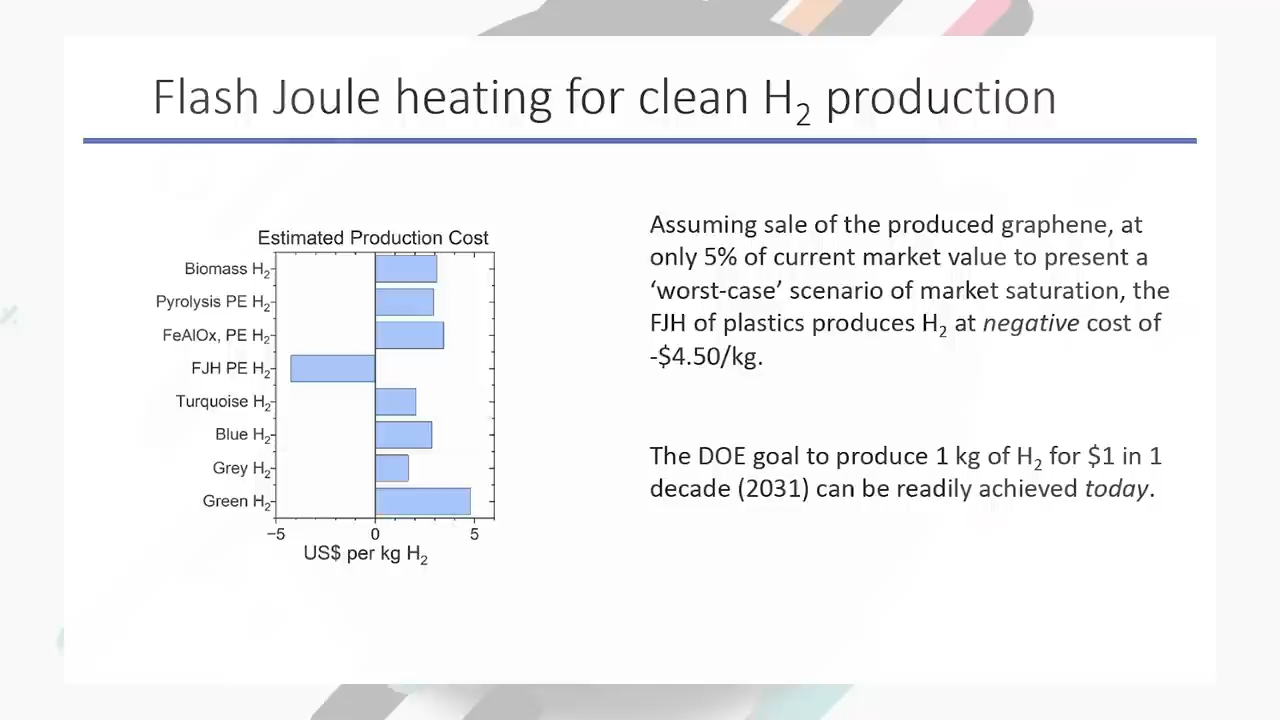 Flash Joule heating for clean H₂ production
Estimated Production Cost
Biomass H₂
Pyrolysis PE H₂
FeAlOx, PE H₂
FJH PE H₂
Turquoise H₂
Blue H₂
Grey H₂
Green H₂
−5 0 5
US$ per kg H₂
Assuming sale of the produced graphene, at
only 5% of current market value to present a
‘worst-case’ scenario of market saturation, the
FJH of plastics produces H₂ at negative cost of
-$4.50/kg.
The DOE goal to produce 1 kg of H₂ for $1 in 1
decade (2031) can be readily achieved today.